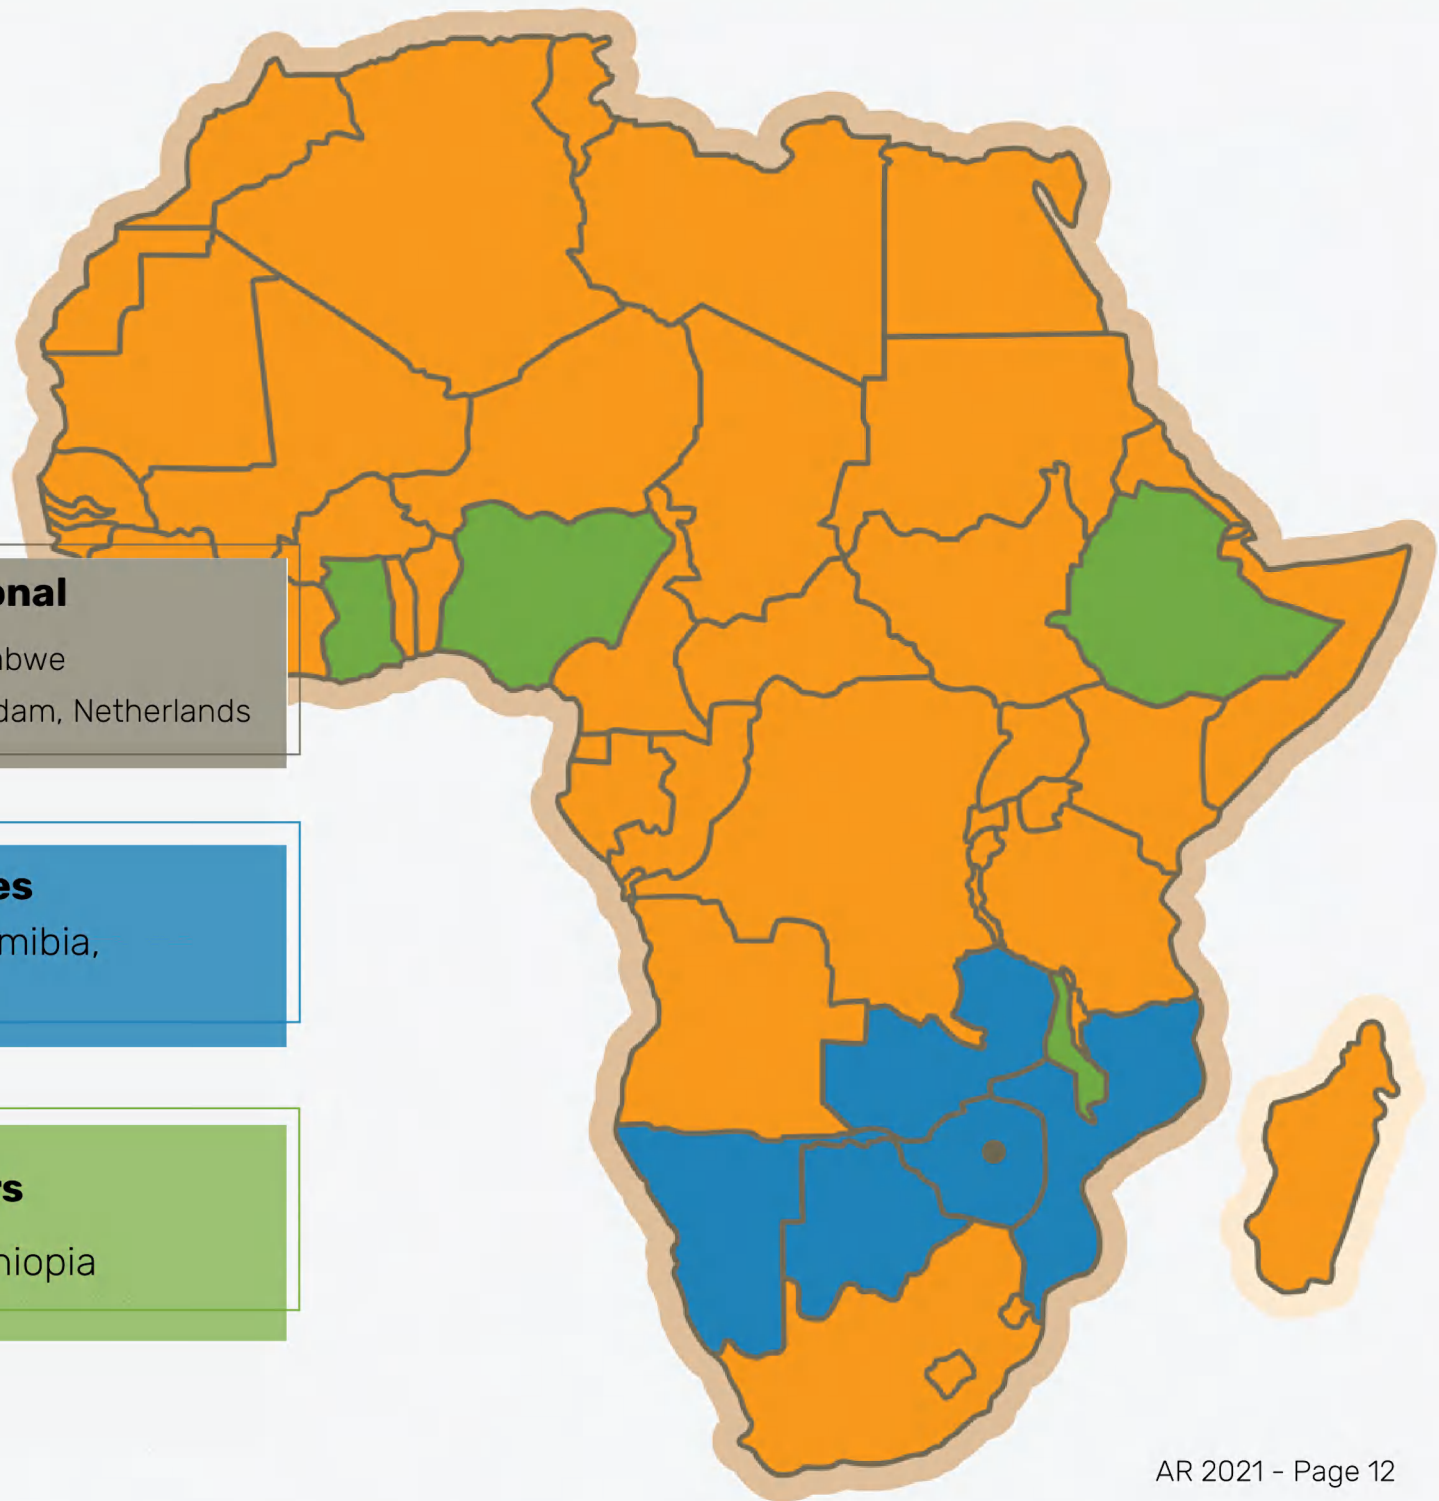 onal
abwe
dam, Netherlands
es
mibia,
rs
hiopia
AR 2021 - Page 12